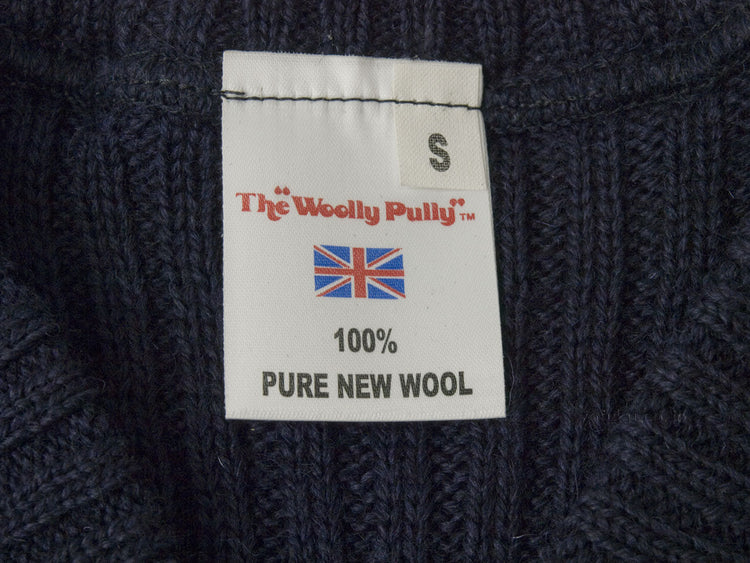 S
The "Woolly Pully"™
100%
PURE NEW WOOL